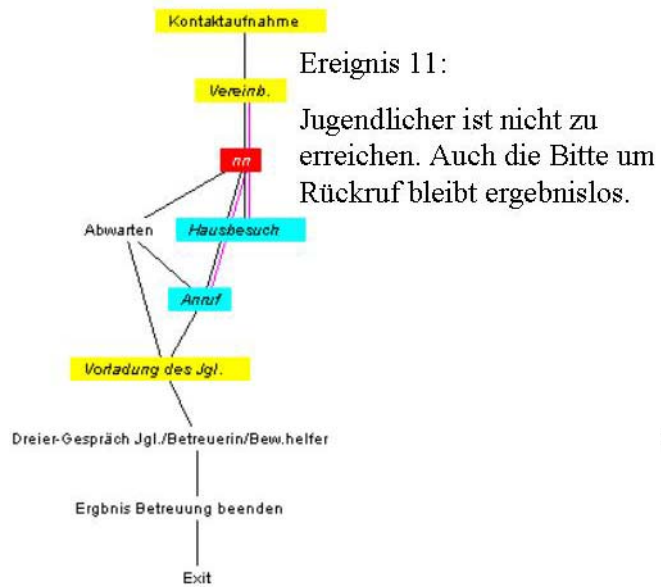 Kontaktaufnahme
Ereignis 11:
Vereinb.
Jugendlicher ist nicht zu
erreichen. Auch die Bitte um
Rückruf bleibt ergebnislos.
nn
Abwarten
Hausbesuch
Anruf
Vorladung des Jgl.
Dreier-Gespräch Jgl./Betreuerin/Bew.helfer
Ergbnis Betreuung beenden
Exit